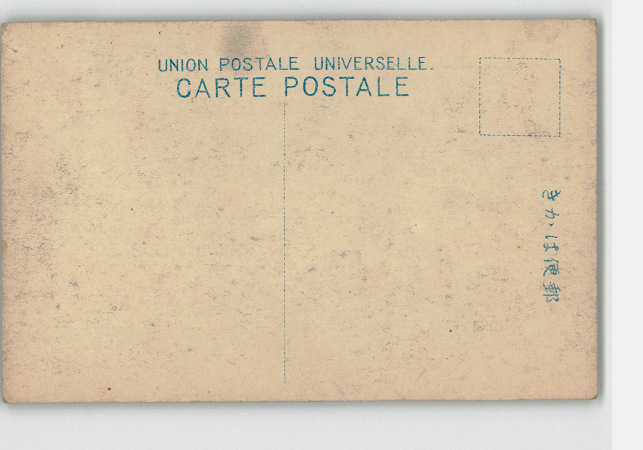 UNION POSTALE UNIVERSELLE.
CARTE POSTALE
きかは便郵